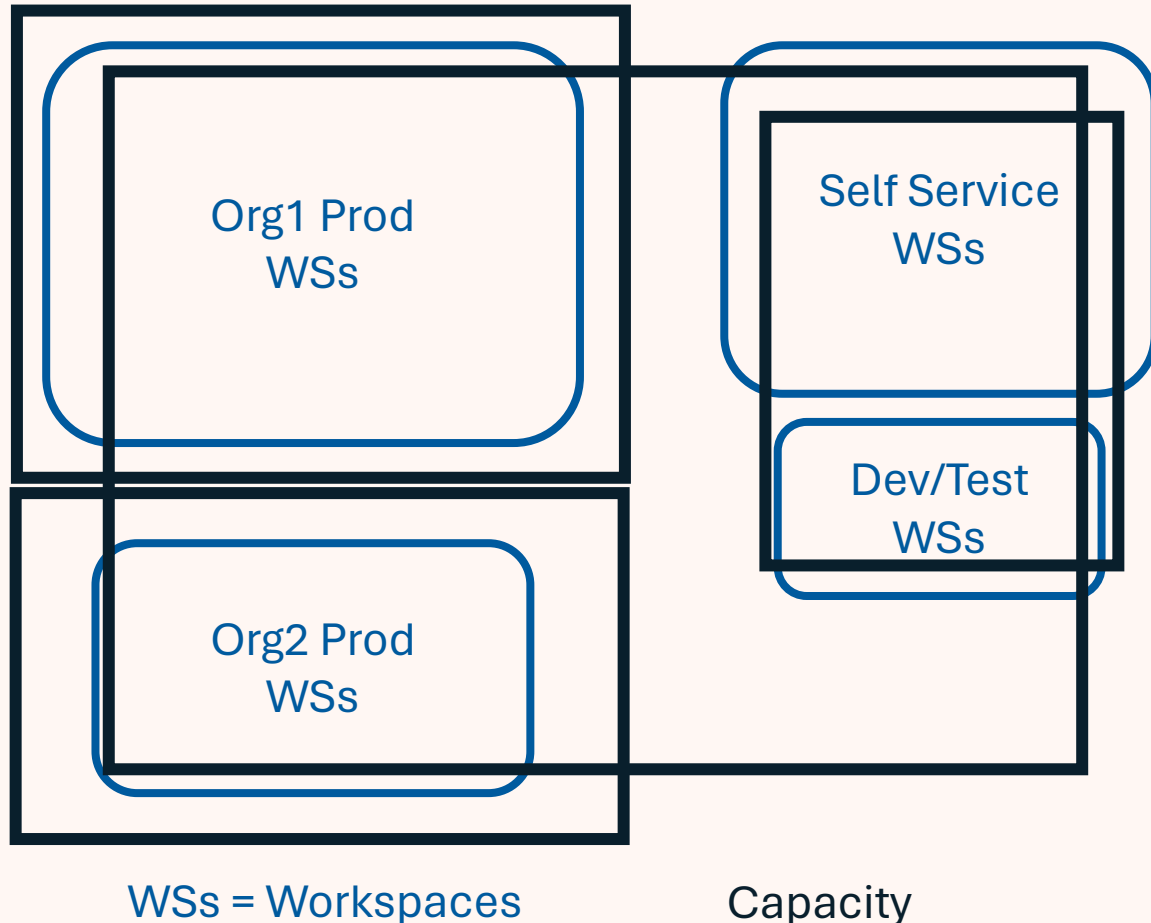 Org1 Prod
WSs
Self Service
WSs
Dev/Test
WSs
Org2 Prod
WSs
WSs = Workspaces
Capacity